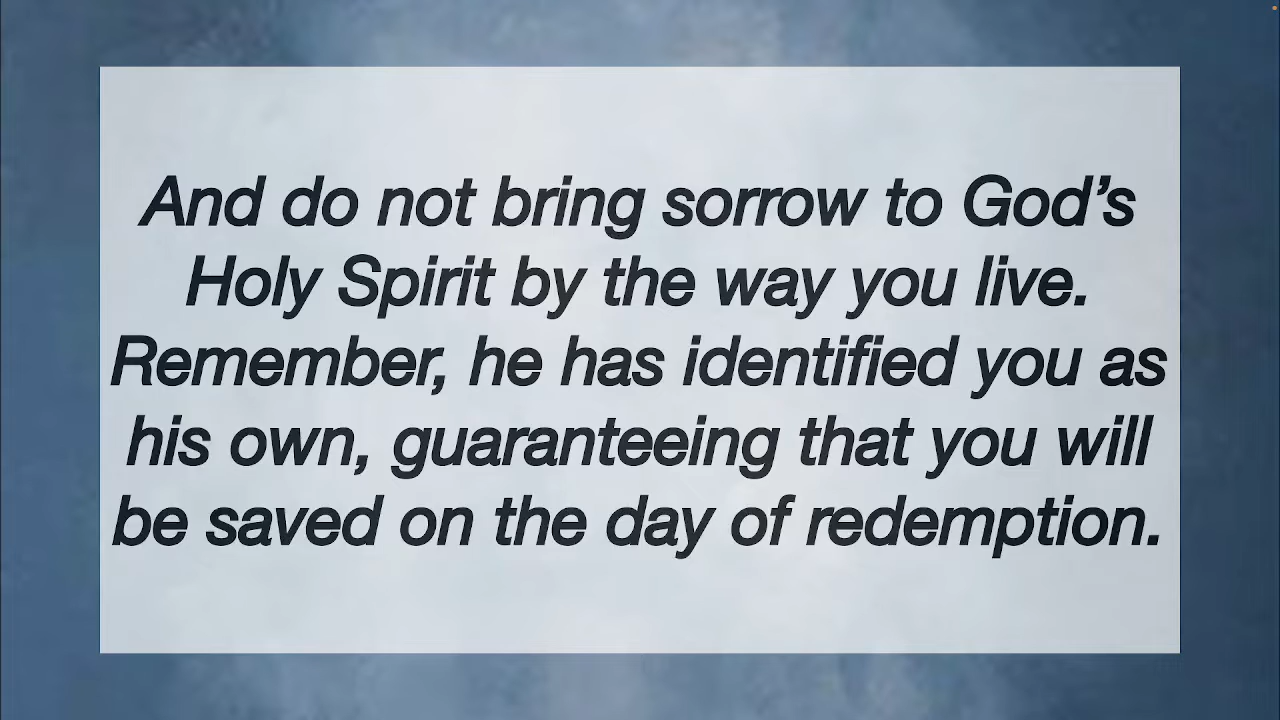 And do not bring sorrow to God’s
Holy Spirit by the way you live.
Remember, he has identified you as
his own, guaranteeing that you will
be saved on the day of redemption.